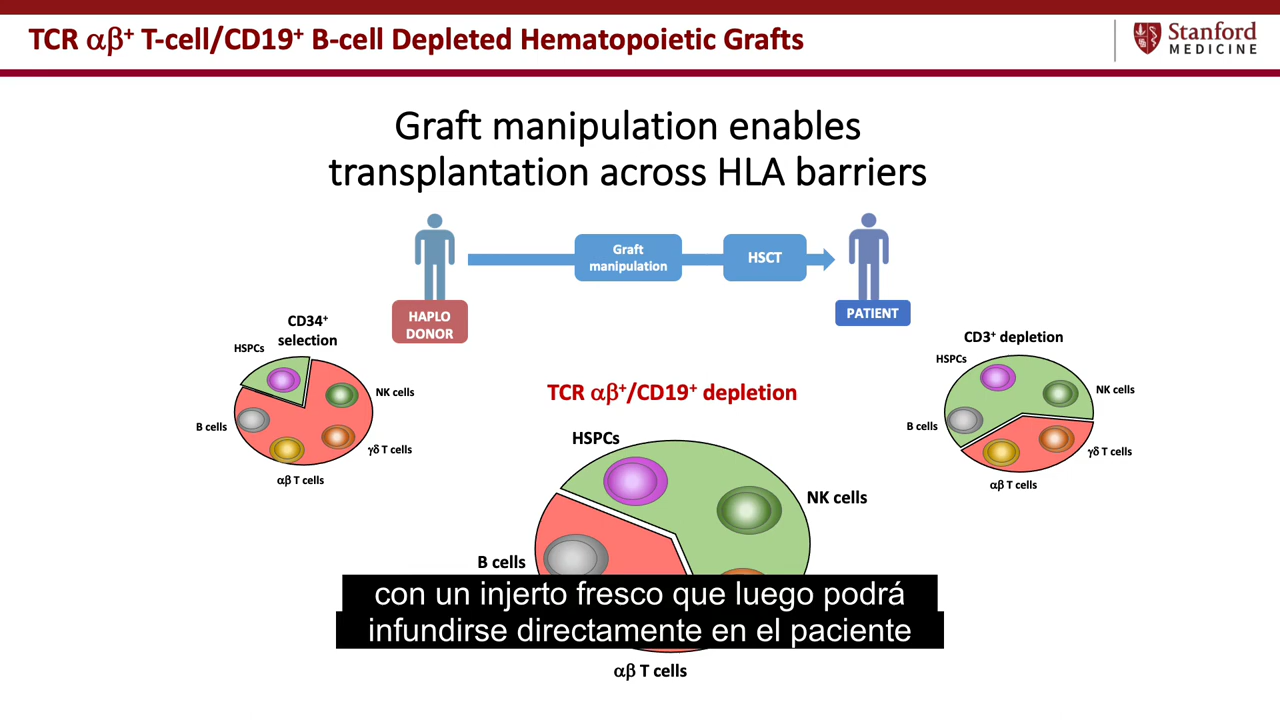 TCR αβ⁺ T-cell/CD19⁺ B-cell Depleted Hematopoietic Grafts
Stanford
MEDICINE
Graft manipulation enables
transplantation across HLA barriers
Graft
manipulation
HSCT
HAPLO
DONOR
PATIENT
CD34⁺
selection
HSPCs
NK cells
B cells
γδ T cells
αβ T cells
CD3⁺ depletion
HSPCs
NK cells
B cells
γδ T cells
αβ T cells
TCR αβ⁺/CD19⁺ depletion
HSPCs
NK cells
B cells
con un injerto fresco que luego podrá
infundirse directamente en el paciente
αβ T cells